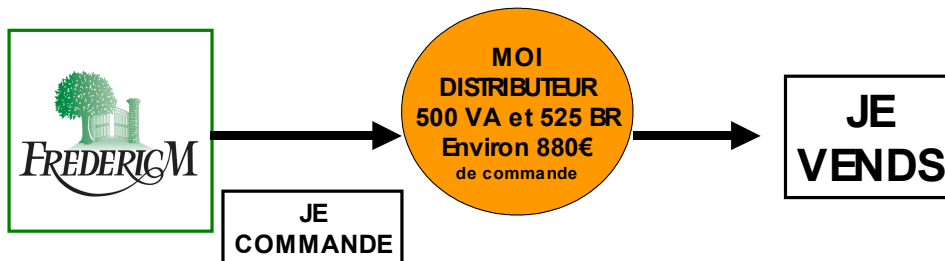 FREDERIC M
JE
COMMANDE
MOI
DISTRIBUTEUR
500 VA et 525 BR
Environ 880€
de commande
JE
VENDS